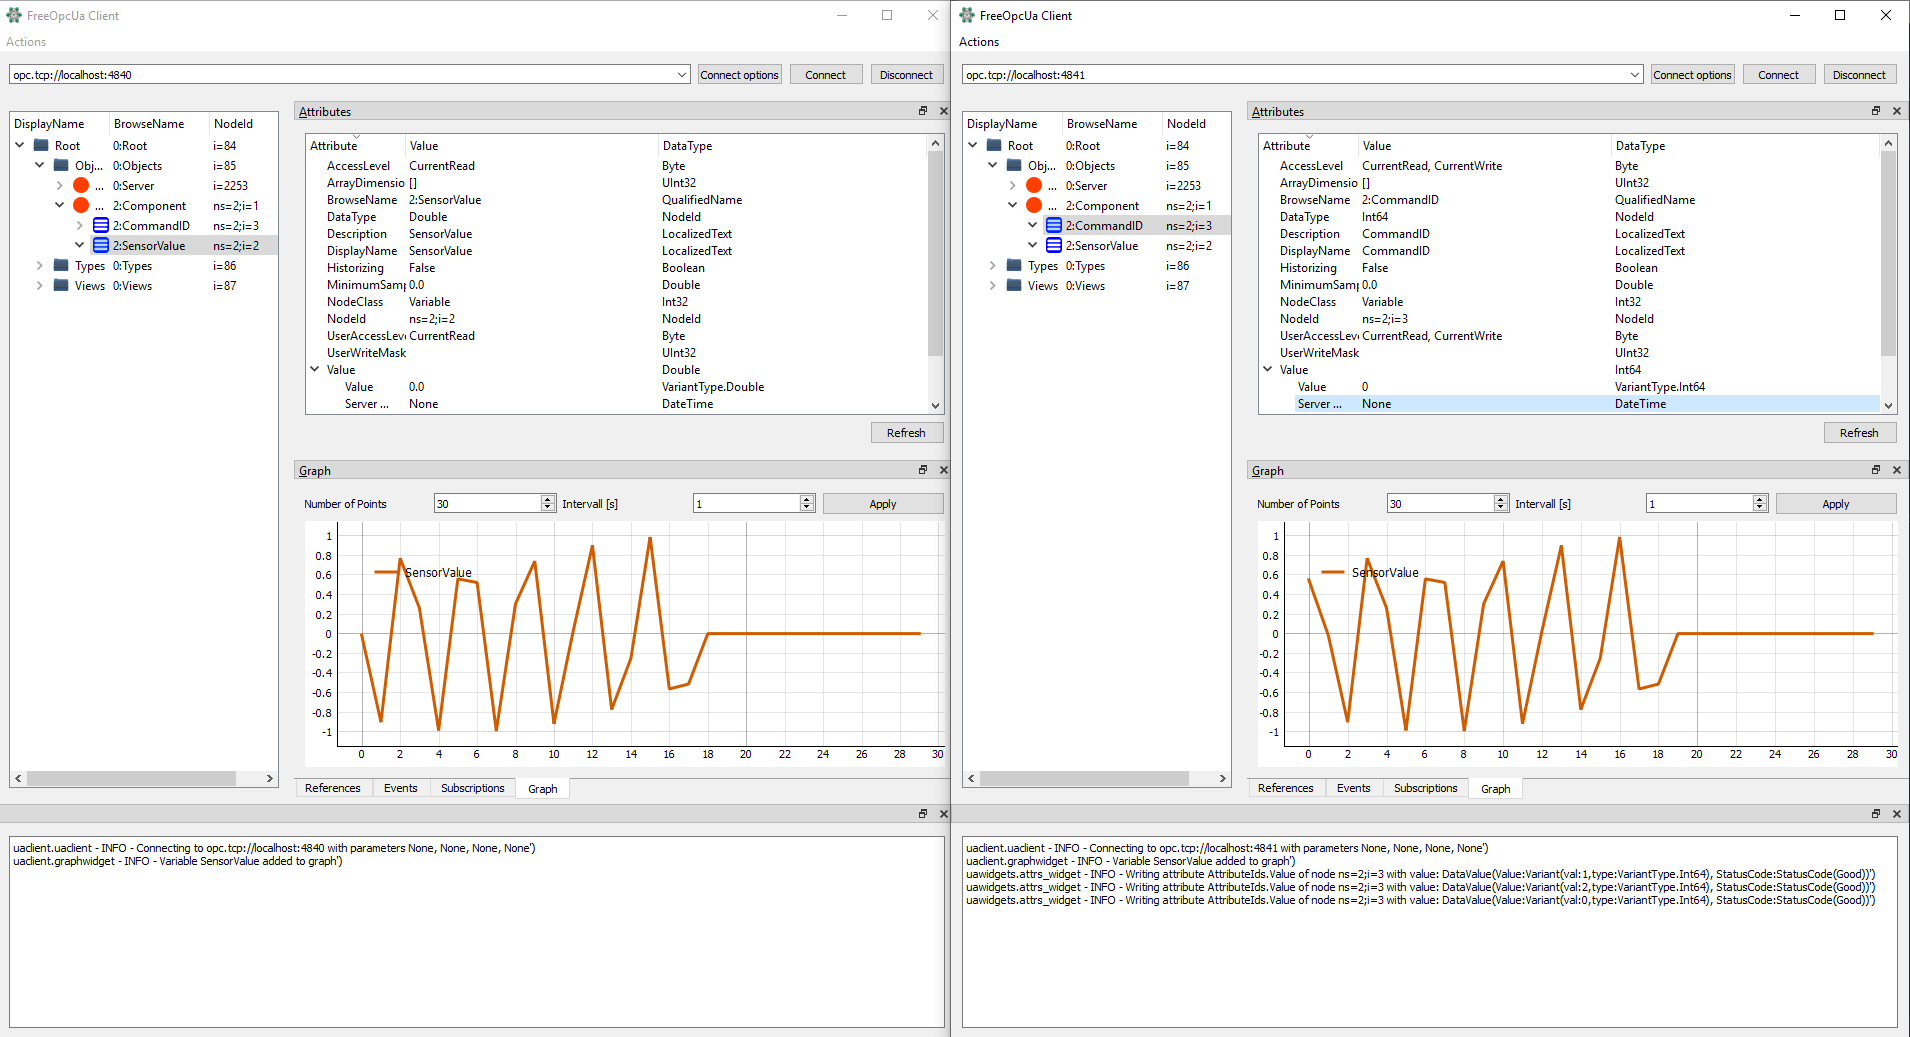 FreeOpcUa Client
Actions
opc.tcp://localhost:4840
Connect options
Connect
Disconnect
DisplayName BrowseName NodeId
Root 0:Root i=84
Obj... 0:Objects i=85
... 0:Server i=2253
... 2:Component ns=2;i=1
2:CommandID ns=2;i=3
2:SensorValue ns=2;i=2
Types 0:Types i=86
Views 0:Views i=87
Attributes
Attribute Value DataType
AccessLevel CurrentRead Byte
ArrayDimensio [] UInt32
BrowseName 2:SensorValue QualifiedName
DataType Double NodeId
Description SensorValue LocalizedText
DisplayName SensorValue LocalizedText
Historizing False Boolean
MinimumSamp 0.0 Double
NodeClass Variable Int32
NodeId ns=2;i=2 NodeId
UserAccessLeve CurrentRead Byte
UserWriteMask UInt32
Value Double
Value 0.0 VariantType.Double
Server ... None DateTime
Refresh
Graph
Number of Points 30 Intervall [s] 1 Apply
SensorValue
1
0.8
0.6
0.4
0.2
0
-0.2
-0.4
-0.6
-0.8
-1
0 2 4 6 8 10 12 14 16 18 20 22 24 26 28 30
References Events Subscriptions Graph
uaclient.uaclient - INFO - Connecting to opc.tcp://localhost:4840 with parameters None, None, None, None')
uaclient.graphwidget - INFO - Variable SensorValue added to graph')
FreeOpcUa Client
Actions
opc.tcp://localhost:4841
Connect options
Connect
Disconnect
DisplayName BrowseName NodeId
Root 0:Root i=84
Obj... 0:Objects i=85
... 0:Server i=2253
... 2:Component ns=2;i=1
2:CommandID ns=2;i=3
2:SensorValue ns=2;i=2
Types 0:Types i=86
Views 0:Views i=87
Attributes
Attribute Value DataType
AccessLevel CurrentRead, CurrentWrite Byte
ArrayDimensio [] UInt32
BrowseName 2:CommandID QualifiedName
DataType Int64 NodeId
Description CommandID LocalizedText
DisplayName CommandID LocalizedText
Historizing False Boolean
MinimumSamp 0.0 Double
NodeClass Variable Int32
NodeId ns=2;i=3 NodeId
UserAccessLeve CurrentRead, CurrentWrite Byte
UserWriteMask UInt32
Value Int64
Value 0 VariantType.Int64
Server ... None DateTime
Refresh
Graph
Number of Points 30 Intervall [s] 1 Apply
SensorValue
1
0.8
0.6
0.4
0.2
0
-0.2
-0.4
-0.6
-0.8
-1
0 2 4 6 8 10 12 14 16 18 20 22 24 26 28 30
References Events Subscriptions Graph
uaclient.uaclient - INFO - Connecting to opc.tcp://localhost:4841 with parameters None, None, None, None')
uaclient.graphwidget - INFO - Variable SensorValue added to graph')
uawidgets.attrs_widget - INFO - Writing attribute AttributeIds.Value of node ns=2;i=3 with value: DataValue(Value:Variant(val:1,type:VariantType.Int64), StatusCode:StatusCode(Good))')
uawidgets.attrs_widget - INFO - Writing attribute AttributeIds.Value of node ns=2;i=3 with value: DataValue(Value:Variant(val:2,type:VariantType.Int64), StatusCode:StatusCode(Good))')
uawidgets.attrs_widget - INFO - Writing attribute AttributeIds.Value of node ns=2;i=3 with value: DataValue(Value:Variant(val:0,type:VariantType.Int64), StatusCode:StatusCode(Good))')